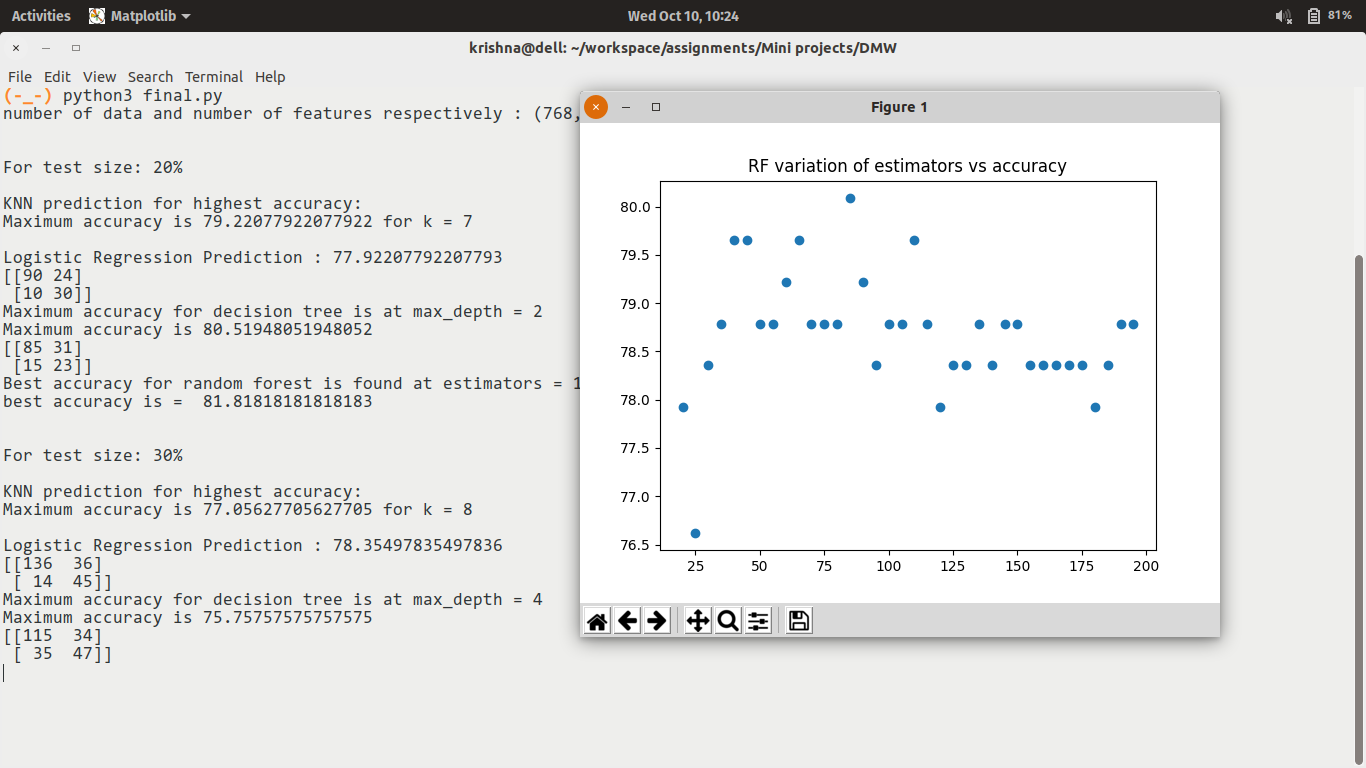 Activities Matplotlib Wed Oct 10, 10:24 81%
krishna@dell: ~/workspace/assignments/Mini projects/DMW
File Edit View Search Terminal Help
(-_-) python3 final.py
number of data and number of features respectively : (768,
For test size: 20%
KNN prediction for highest accuracy:
Maximum accuracy is 79.22077922077922 for k = 7
Logistic Regression Prediction : 77.92207792207793
[[90 24]
 [10 30]]
Maximum accuracy for decision tree is at max_depth = 2
Maximum accuracy is 80.51948051948052
[[85 31]
 [15 23]]
Best accuracy for random forest is found at estimators = 1
best accuracy is =  81.81818181818183
For test size: 30%
KNN prediction for highest accuracy:
Maximum accuracy is 77.05627705627705 for k = 8
Logistic Regression Prediction : 78.35497835497836
[[136  36]
 [ 14  45]]
Maximum accuracy for decision tree is at max_depth = 4
Maximum accuracy is 75.75757575757575
[[115  34]
 [ 35  47]]
Figure 1
RF variation of estimators vs accuracy
80.0
79.5
79.0
78.5
78.0
77.5
77.0
76.5
25 50 75 100 125 150 175 200